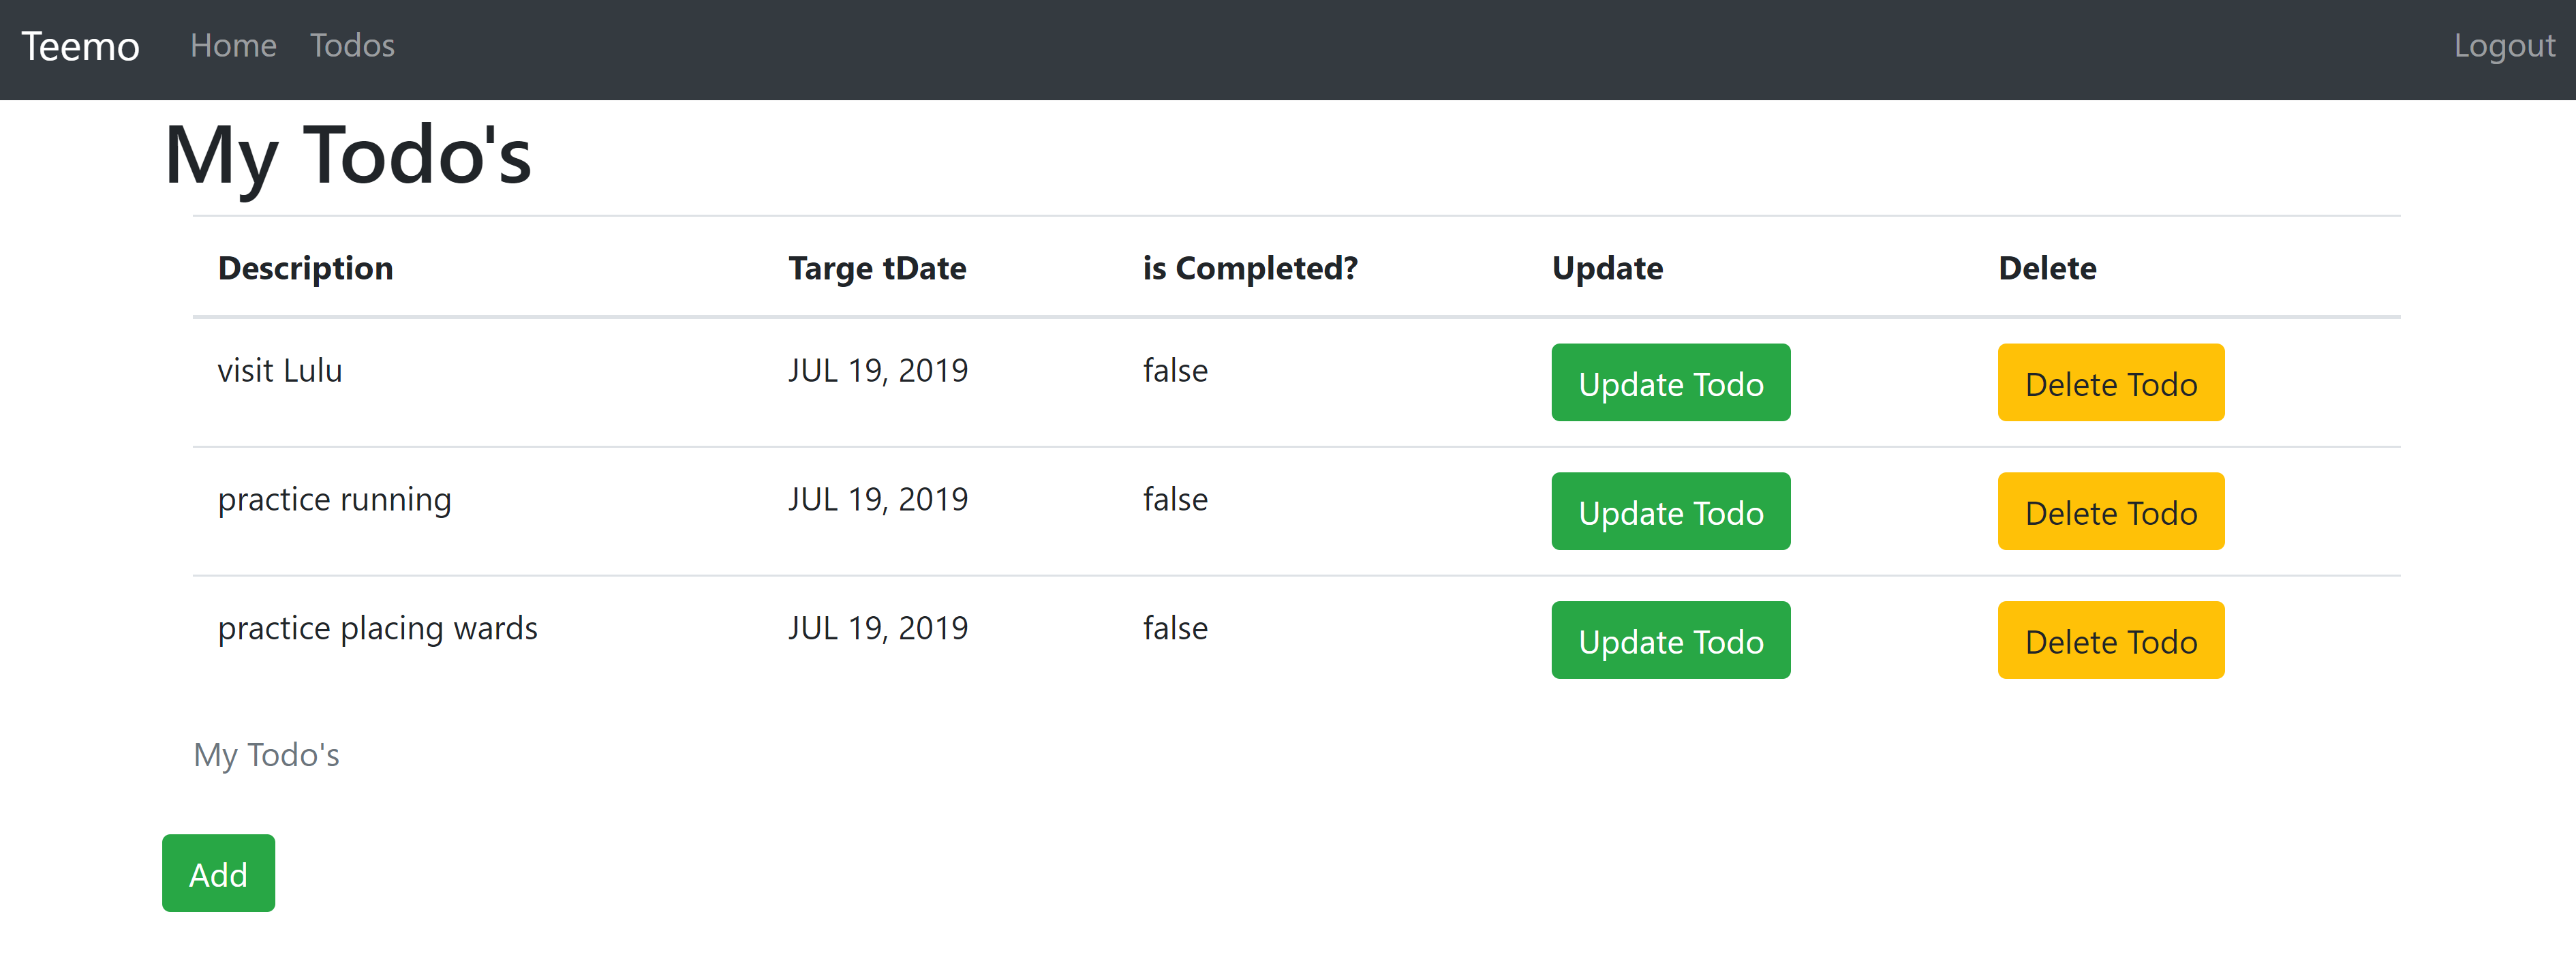 Teemo Home Todos Logout
My Todo's
Description Targe tDate is Completed? Update Delete
visit Lulu JUL 19, 2019 false Update Todo Delete Todo
practice running JUL 19, 2019 false Update Todo Delete Todo
practice placing wards JUL 19, 2019 false Update Todo Delete Todo
My Todo's
Add